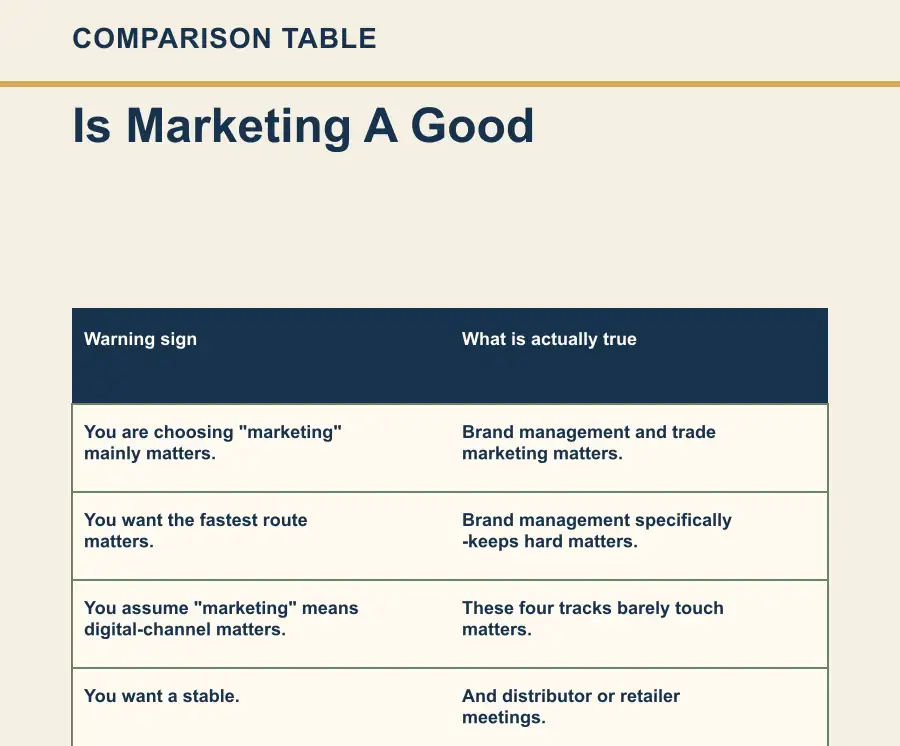 COMPARISON TABLE
Is Marketing A Good
Warning sign
What is actually true
You are choosing "marketing"
mainly matters.
Brand management and trade
marketing matters.
You want the fastest route
matters.
Brand management specifically
-keeps hard matters.
You assume "marketing" means
digital-channel matters.
These four tracks barely touch
matters.
You want a stable.
And distributor or retailer
meetings.